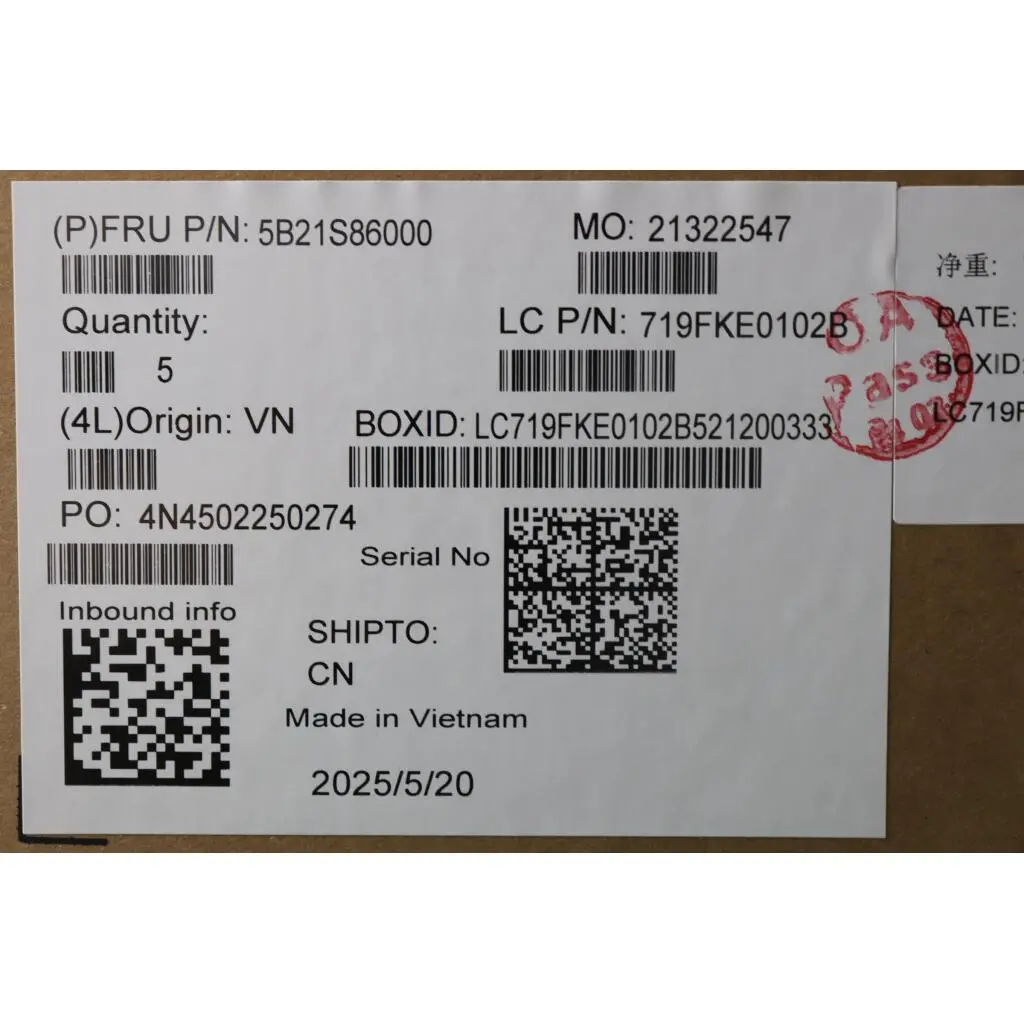 (P)FRU P/N: 5B21S86000
MO: 21322547
Quantity:
5
LC P/N: 719FKE0102B
(4L)Origin: VN
BOXID: LC719FKE0102B521200333
PO: 4N4502250274
Serial No
Inbound info
SHIPTO:
CN
Made in Vietnam
2025/5/20
净重:
DATE:
BOXID:
LC719F
Q.A
Pass